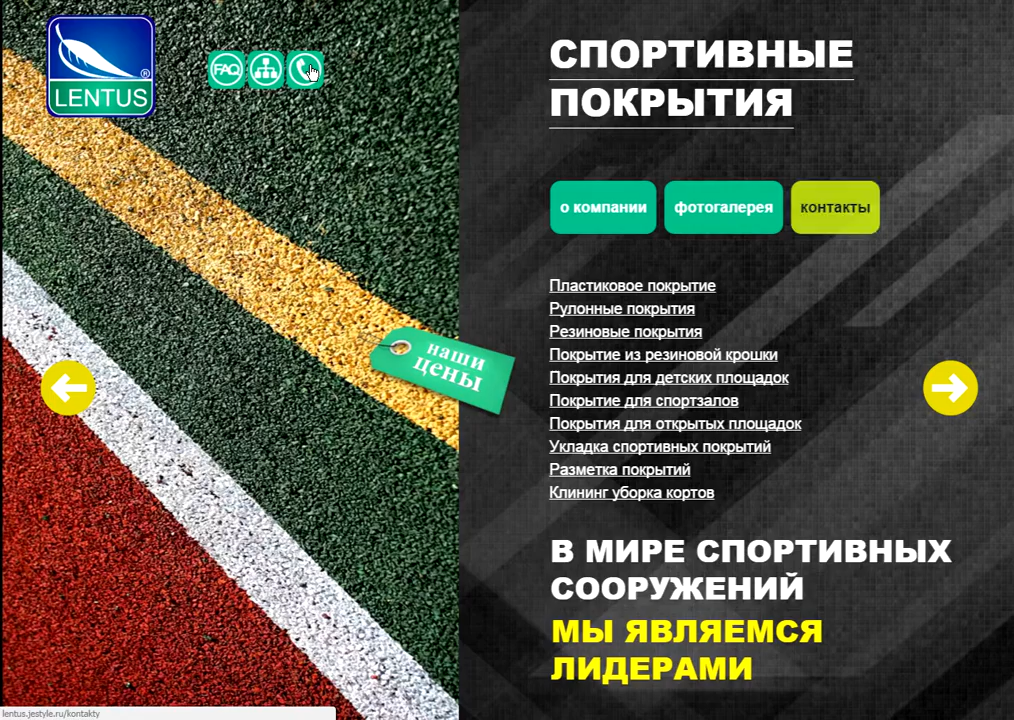 ®
LENTUS
FAQ
СПОРТИВНЫЕ
ПОКРЫТИЯ
о компании
фотогалерея
контакты
Пластиковое покрытие
Рулонные покрытия
Резиновые покрытия
Покрытие из резиновой крошки
Покрытия для детских площадок
Покрытие для спортзалов
Покрытия для открытых площадок
Укладка спортивных покрытий
Разметка покрытий
Клининг уборка кортов
наши
цены
В МИРЕ СПОРТИВНЫХ
СООРУЖЕНИЙ
МЫ ЯВЛЯЕМСЯ
ЛИДЕРАМИ
lentus.jestyle.ru/kontakty